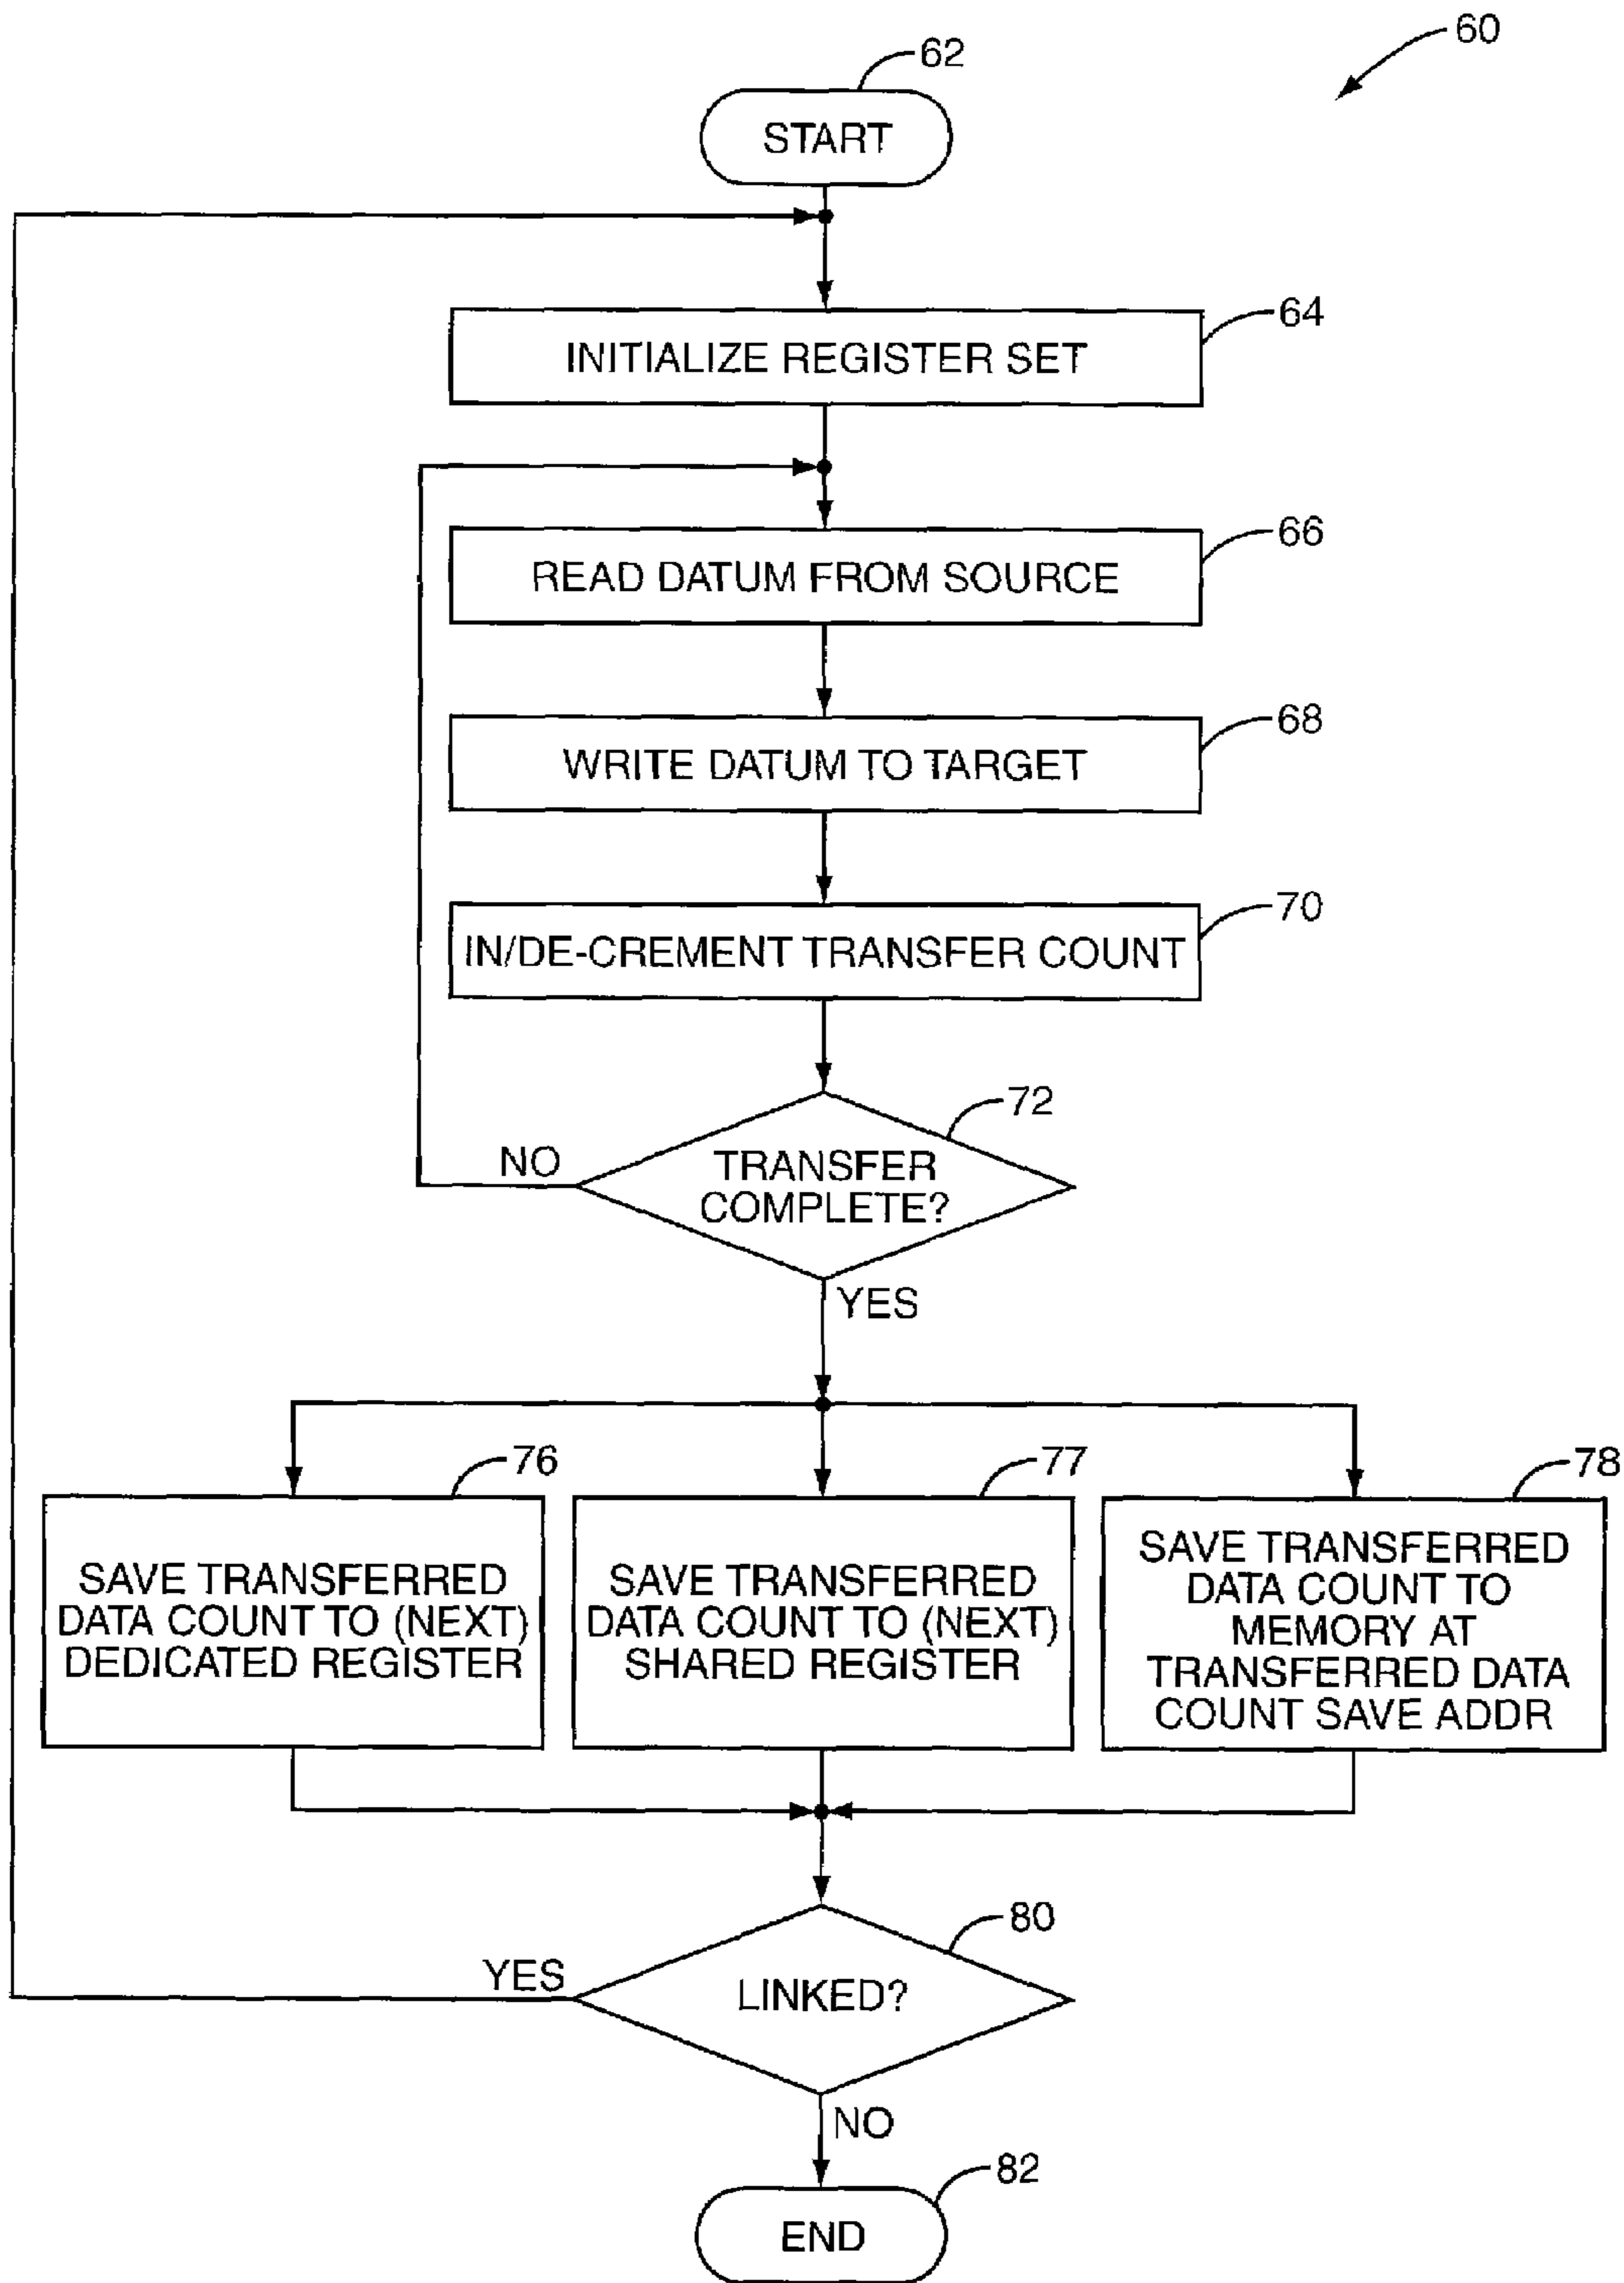 60
62
START
64
INITIALIZE REGISTER SET
66
READ DATUM FROM SOURCE
68
WRITE DATUM TO TARGET
70
IN/DE-CREMENT TRANSFER COUNT
72
NO
TRANSFER
COMPLETE?
YES
76
SAVE TRANSFERRED
DATA COUNT TO (NEXT)
DEDICATED REGISTER
77
SAVE TRANSFERRED
DATA COUNT TO (NEXT)
SHARED REGISTER
78
SAVE TRANSFERRED
DATA COUNT TO
MEMORY AT
TRANSFERRED DATA
COUNT SAVE ADDR
80
YES
LINKED?
NO
82
END